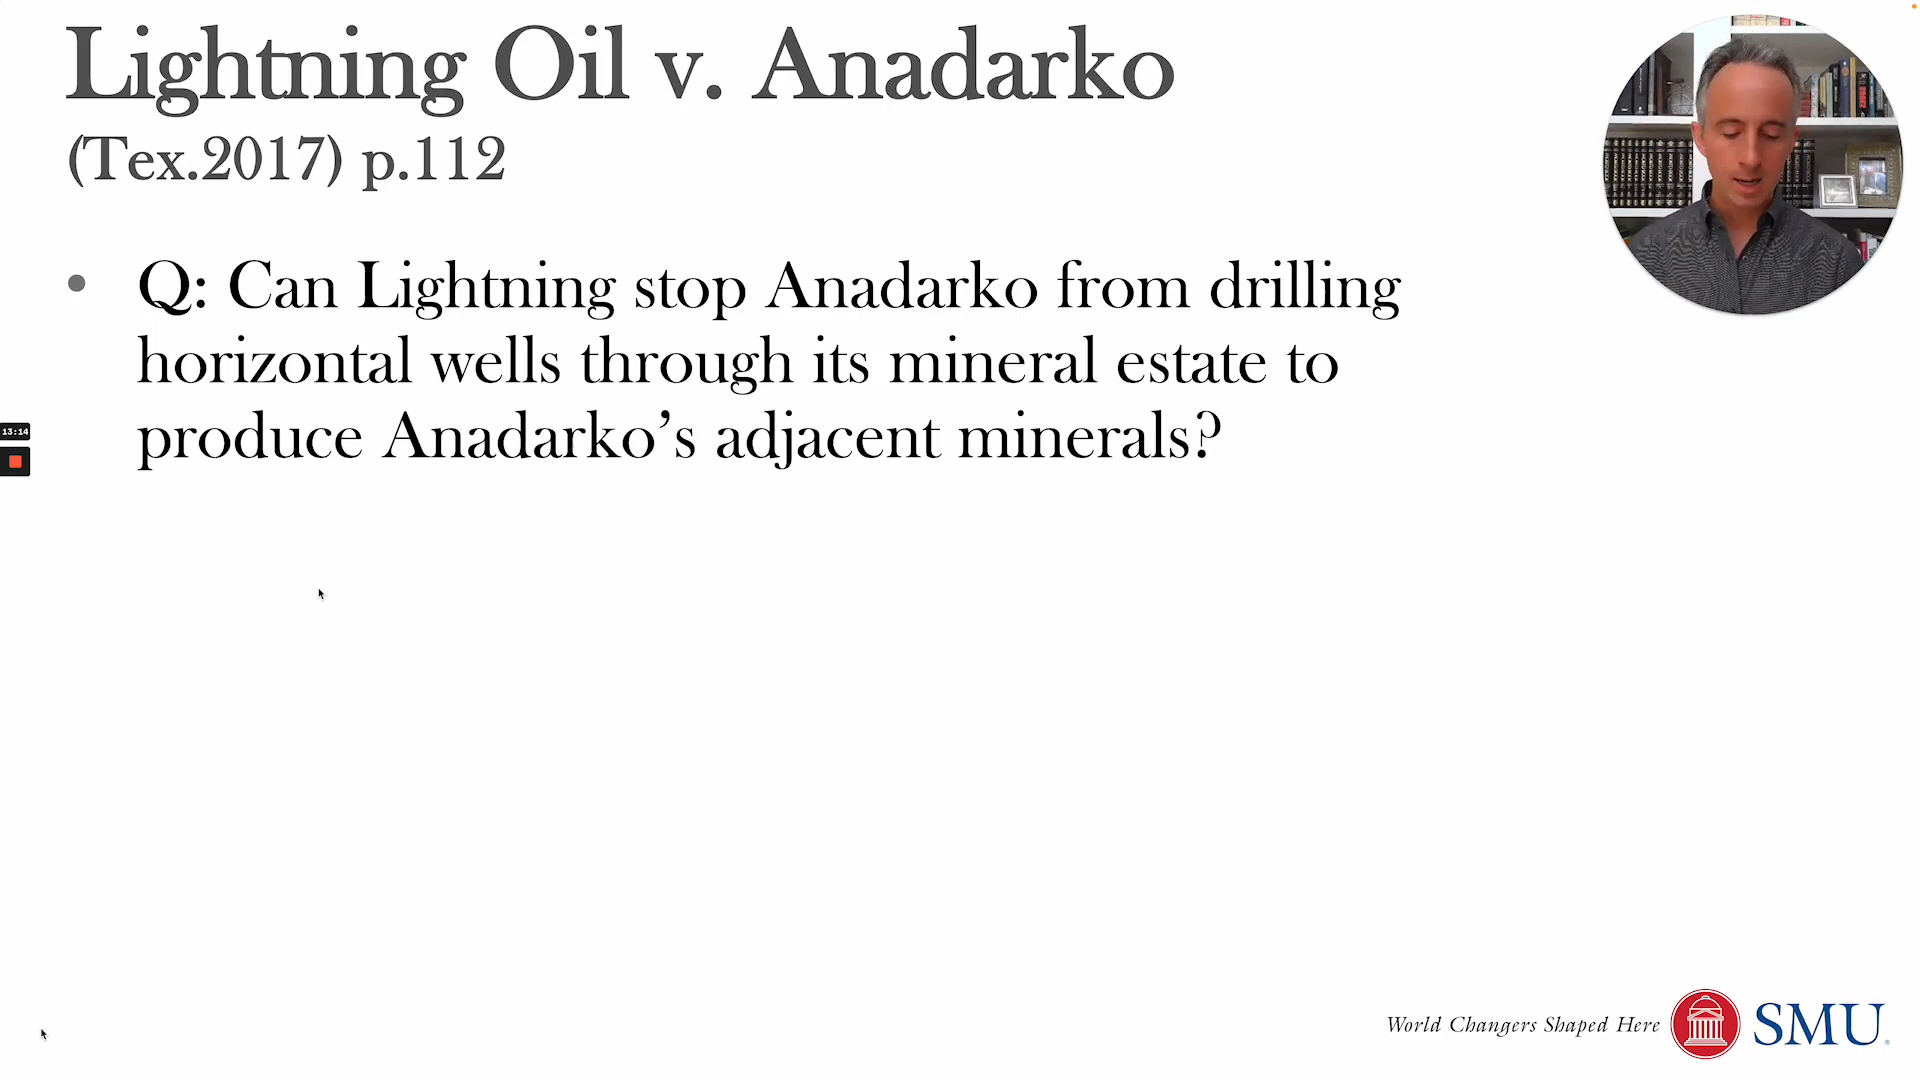 Lightning Oil v. Anadarko
(Tex.2017) p.112
• Q: Can Lightning stop Anadarko from drilling
horizontal wells through its mineral estate to
produce Anadarko’s adjacent minerals?
13:14
World Changers Shaped Here SMU